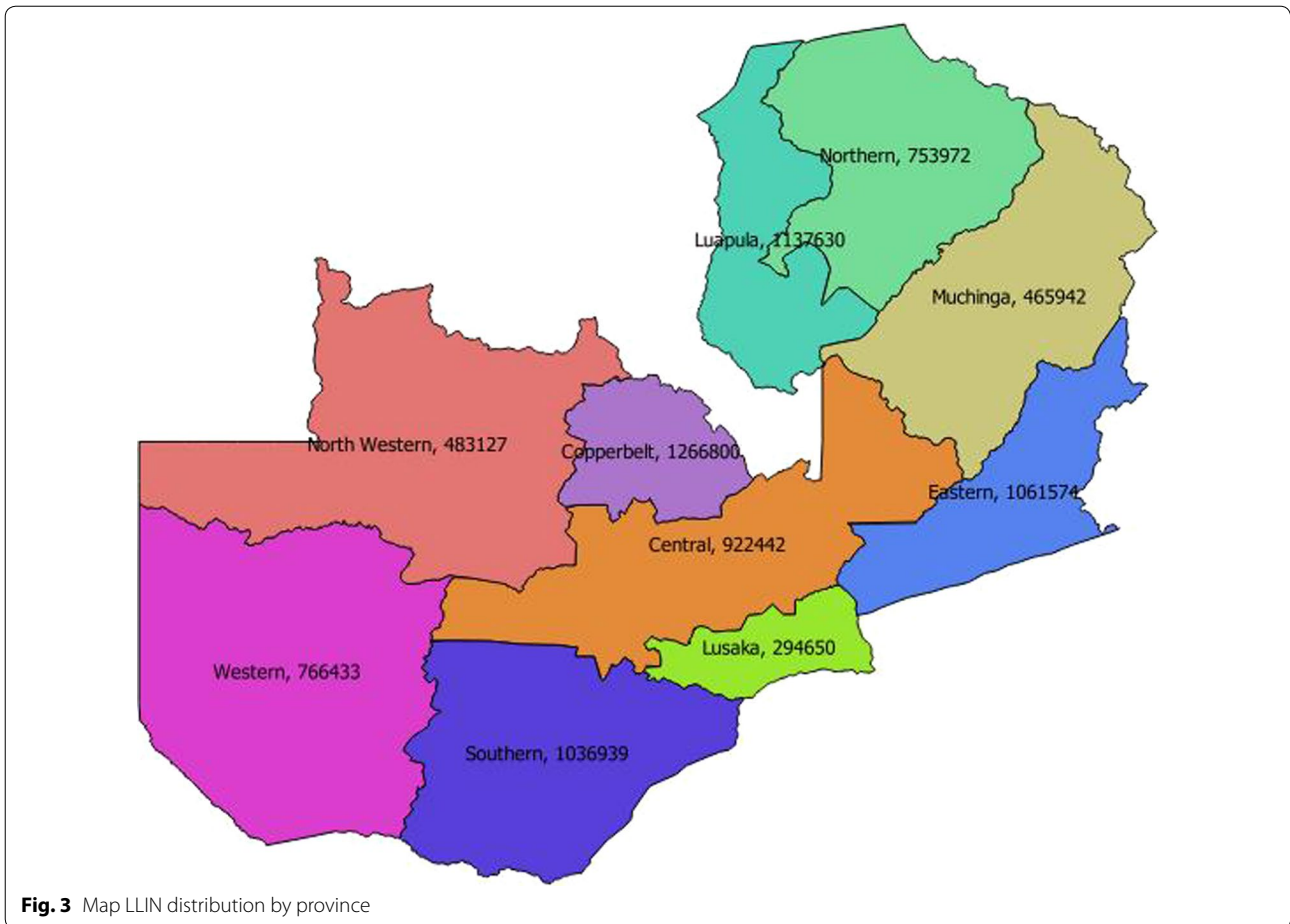 Northern, 753972
Luapula, 1137630
Muchinga, 465942
North Western, 483127
Copperbelt, 1266800
Eastern, 1061574
Central, 922442
Lusaka, 294650
Western, 766433
Southern, 1036939
Fig. 3 Map LLIN distribution by province